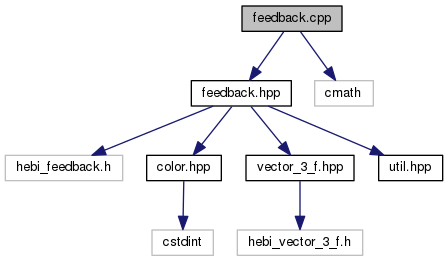 feedback.cpp
feedback.hpp
cmath
hebi_feedback.h
color.hpp
vector_3_f.hpp
util.hpp
cstdint
hebi_vector_3_f.h